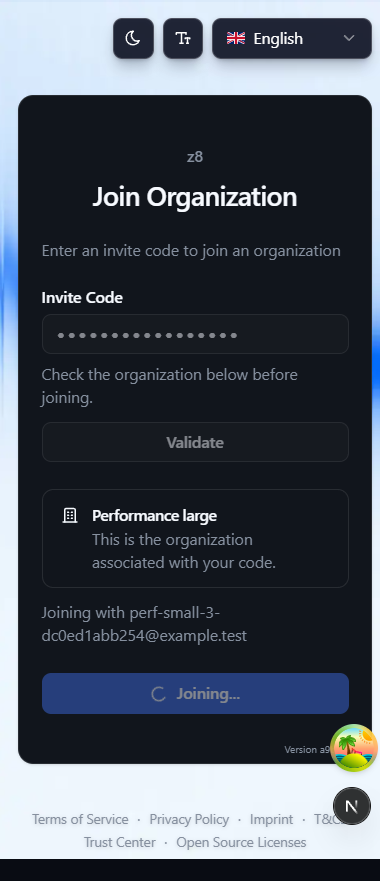 English
z8
Join Organization
Enter an invite code to join an organization
Invite Code
Check the organization below before
joining.
Validate
Performance large
This is the organization
associated with your code.
Joining with perf-small-3-
dc0ed1abb254@example.test
Joining...
Version
Terms of Service · Privacy Policy · Imprint ·
N
Trust Center · Open Source Licenses